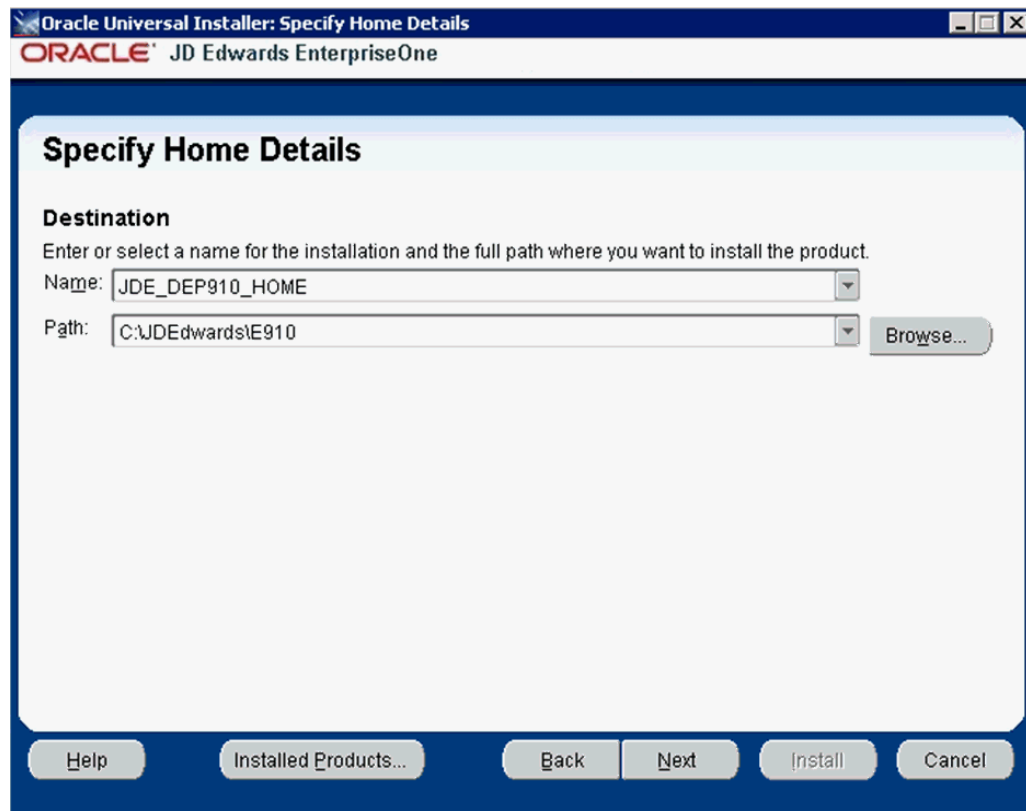 Oracle Universal Installer: Specify Home Details
ORACLE JD Edwards EnterpriseOne
Specify Home Details
Destination
Enter or select a name for the installation and the full path where you want to install the product.
Name: JDE_DEP910_HOME
Path: C:\JDEdwards\E910 Browse...
Help Installed Products... Back Next Install Cancel